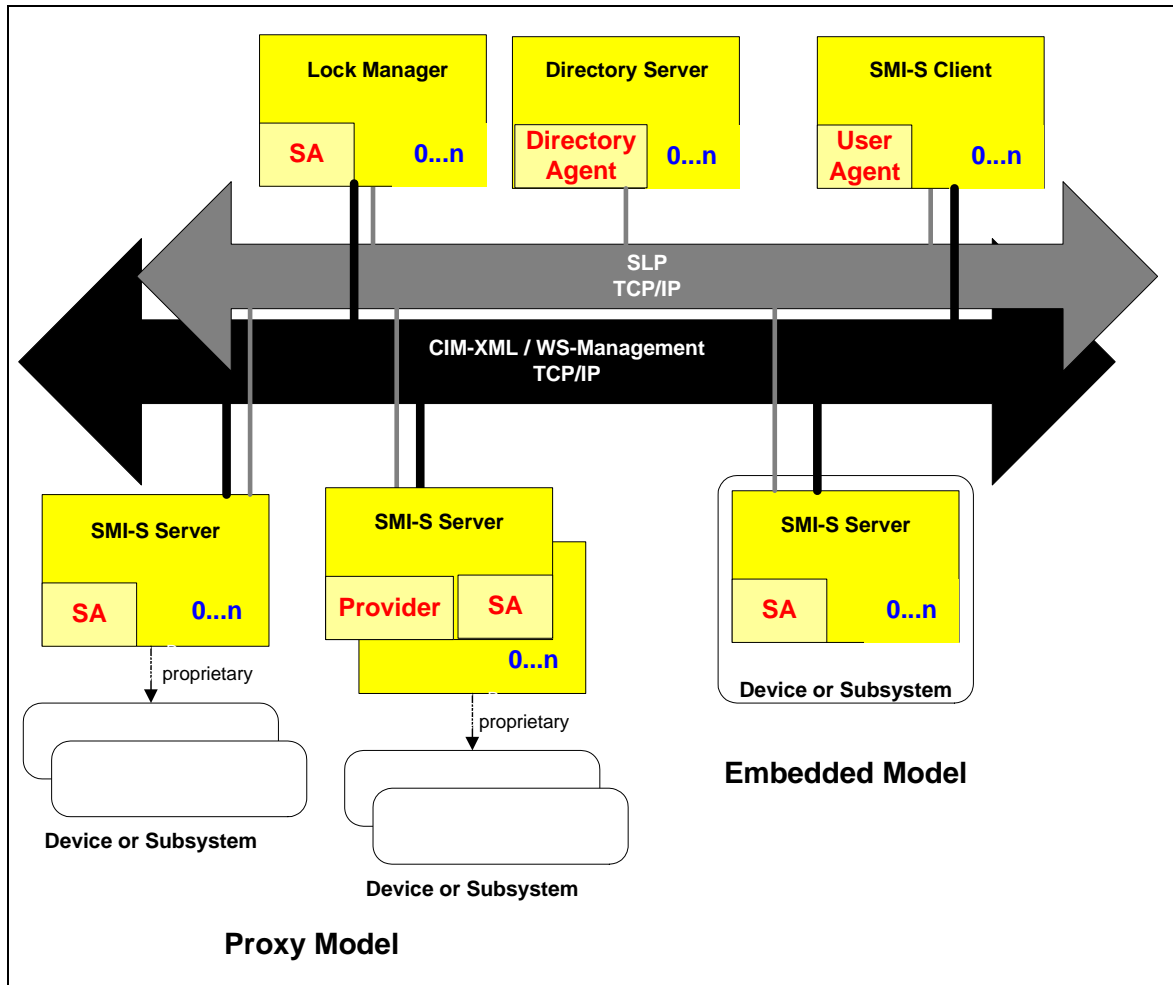 Lock Manager
SA
0...n
Directory Server
Directory
Agent
0...n
SMI-S Client
User
Agent
0...n
SLP
TCP/IP
CIM-XML / WS-Management
TCP/IP
SMI-S Server
SA
0...n
proprietary
Device or Subsystem
SMI-S Server
Provider
SA
0...n
proprietary
Device or Subsystem
Proxy Model
SMI-S Server
SA
0...n
Device or Subsystem
Embedded Model